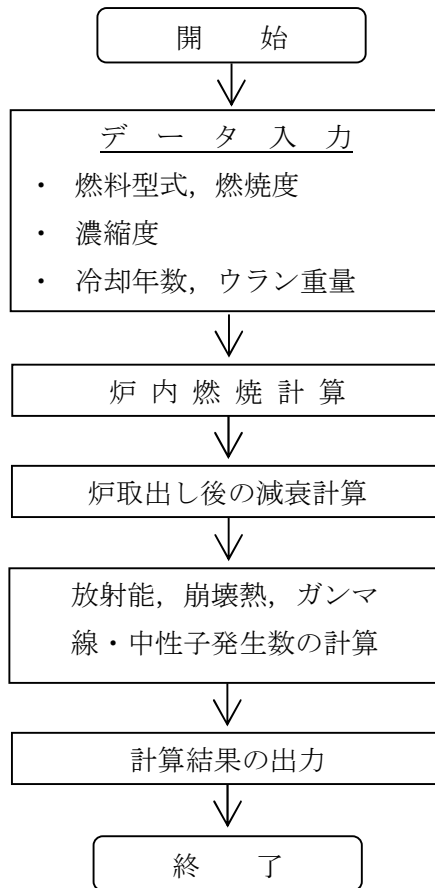 開 始
デ ー タ 入 力
・ 燃料型式，燃焼度
・ 濃縮度
・ 冷却年数，ウラン重量
炉 内 燃 焼 計 算
炉取出し後の減衰計算
放射能，崩壊熱，ガンマ
線・中性子発生数の計算
計算結果の出力
終 了